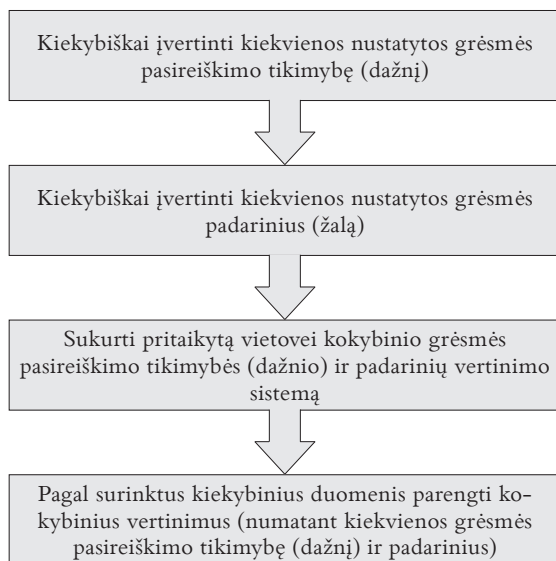 Kiekybiškai įvertinti kiekvienos nustatytos grėsmės
pasireiškimo tikimybę (dažnį)
Kiekybiškai įvertinti kiekvienos nustatytos grėsmės
padarinius (žalą)
Sukurti pritaikytą vietovei kokybinio grėsmės
pasireiškimo tikimybės (dažnio) ir padarinių vertinimo
sistemą
Pagal surinktus kiekybinius duomenis parengti ko-
kybinius vertinimus (numatant kiekvienos grėsmės
pasireiškimo tikimybę (dažnį) ir padarinius)